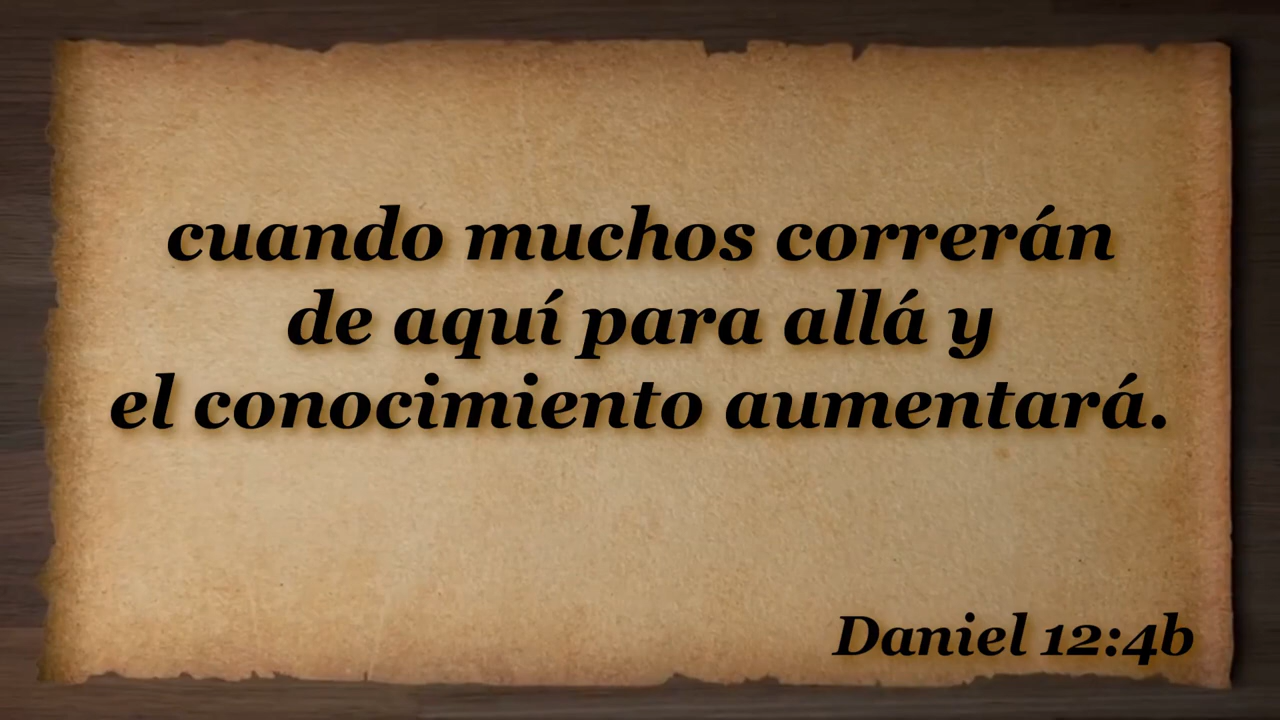 cuando muchos correrán
de aquí para allá y
el conocimiento aumentará.
Daniel 12:4b